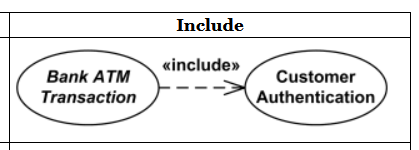 Include
Bank ATM
Transaction
«include»
Customer
Authentication